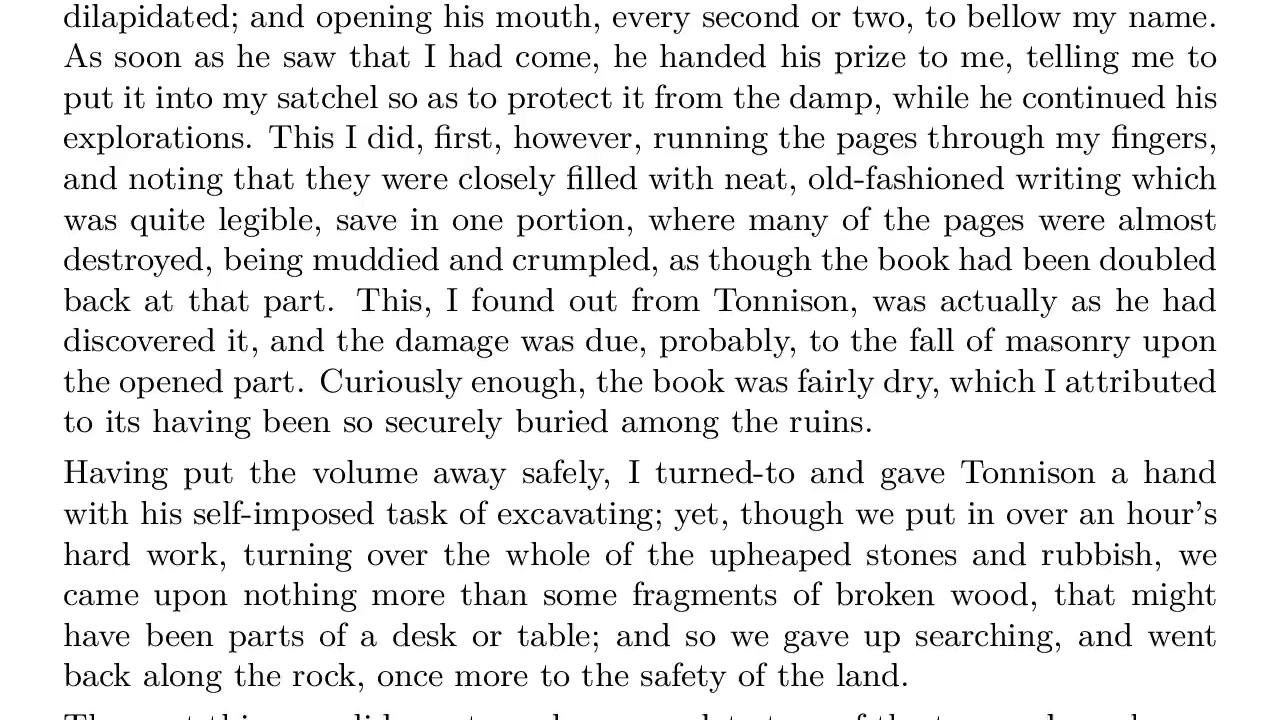 dilapidated; and opening his mouth, every second or two, to bellow my name.
As soon as he saw that I had come, he handed his prize to me, telling me to
put it into my satchel so as to protect it from the damp, while he continued his
explorations. This I did, first, however, running the pages through my fingers,
and noting that they were closely filled with neat, old-fashioned writing which
was quite legible, save in one portion, where many of the pages were almost
destroyed, being muddied and crumpled, as though the book had been doubled
back at that part. This, I found out from Tonnison, was actually as he had
discovered it, and the damage was due, probably, to the fall of masonry upon
the opened part. Curiously enough, the book was fairly dry, which I attributed
to its having been so securely buried among the ruins.
Having put the volume away safely, I turned-to and gave Tonnison a hand
with his self-imposed task of excavating; yet, though we put in over an hour's
hard work, turning over the whole of the upheaped stones and rubbish, we
came upon nothing more than some fragments of broken wood, that might
have been parts of a desk or table; and so we gave up searching, and went
back along the rock, once more to the safety of the land.